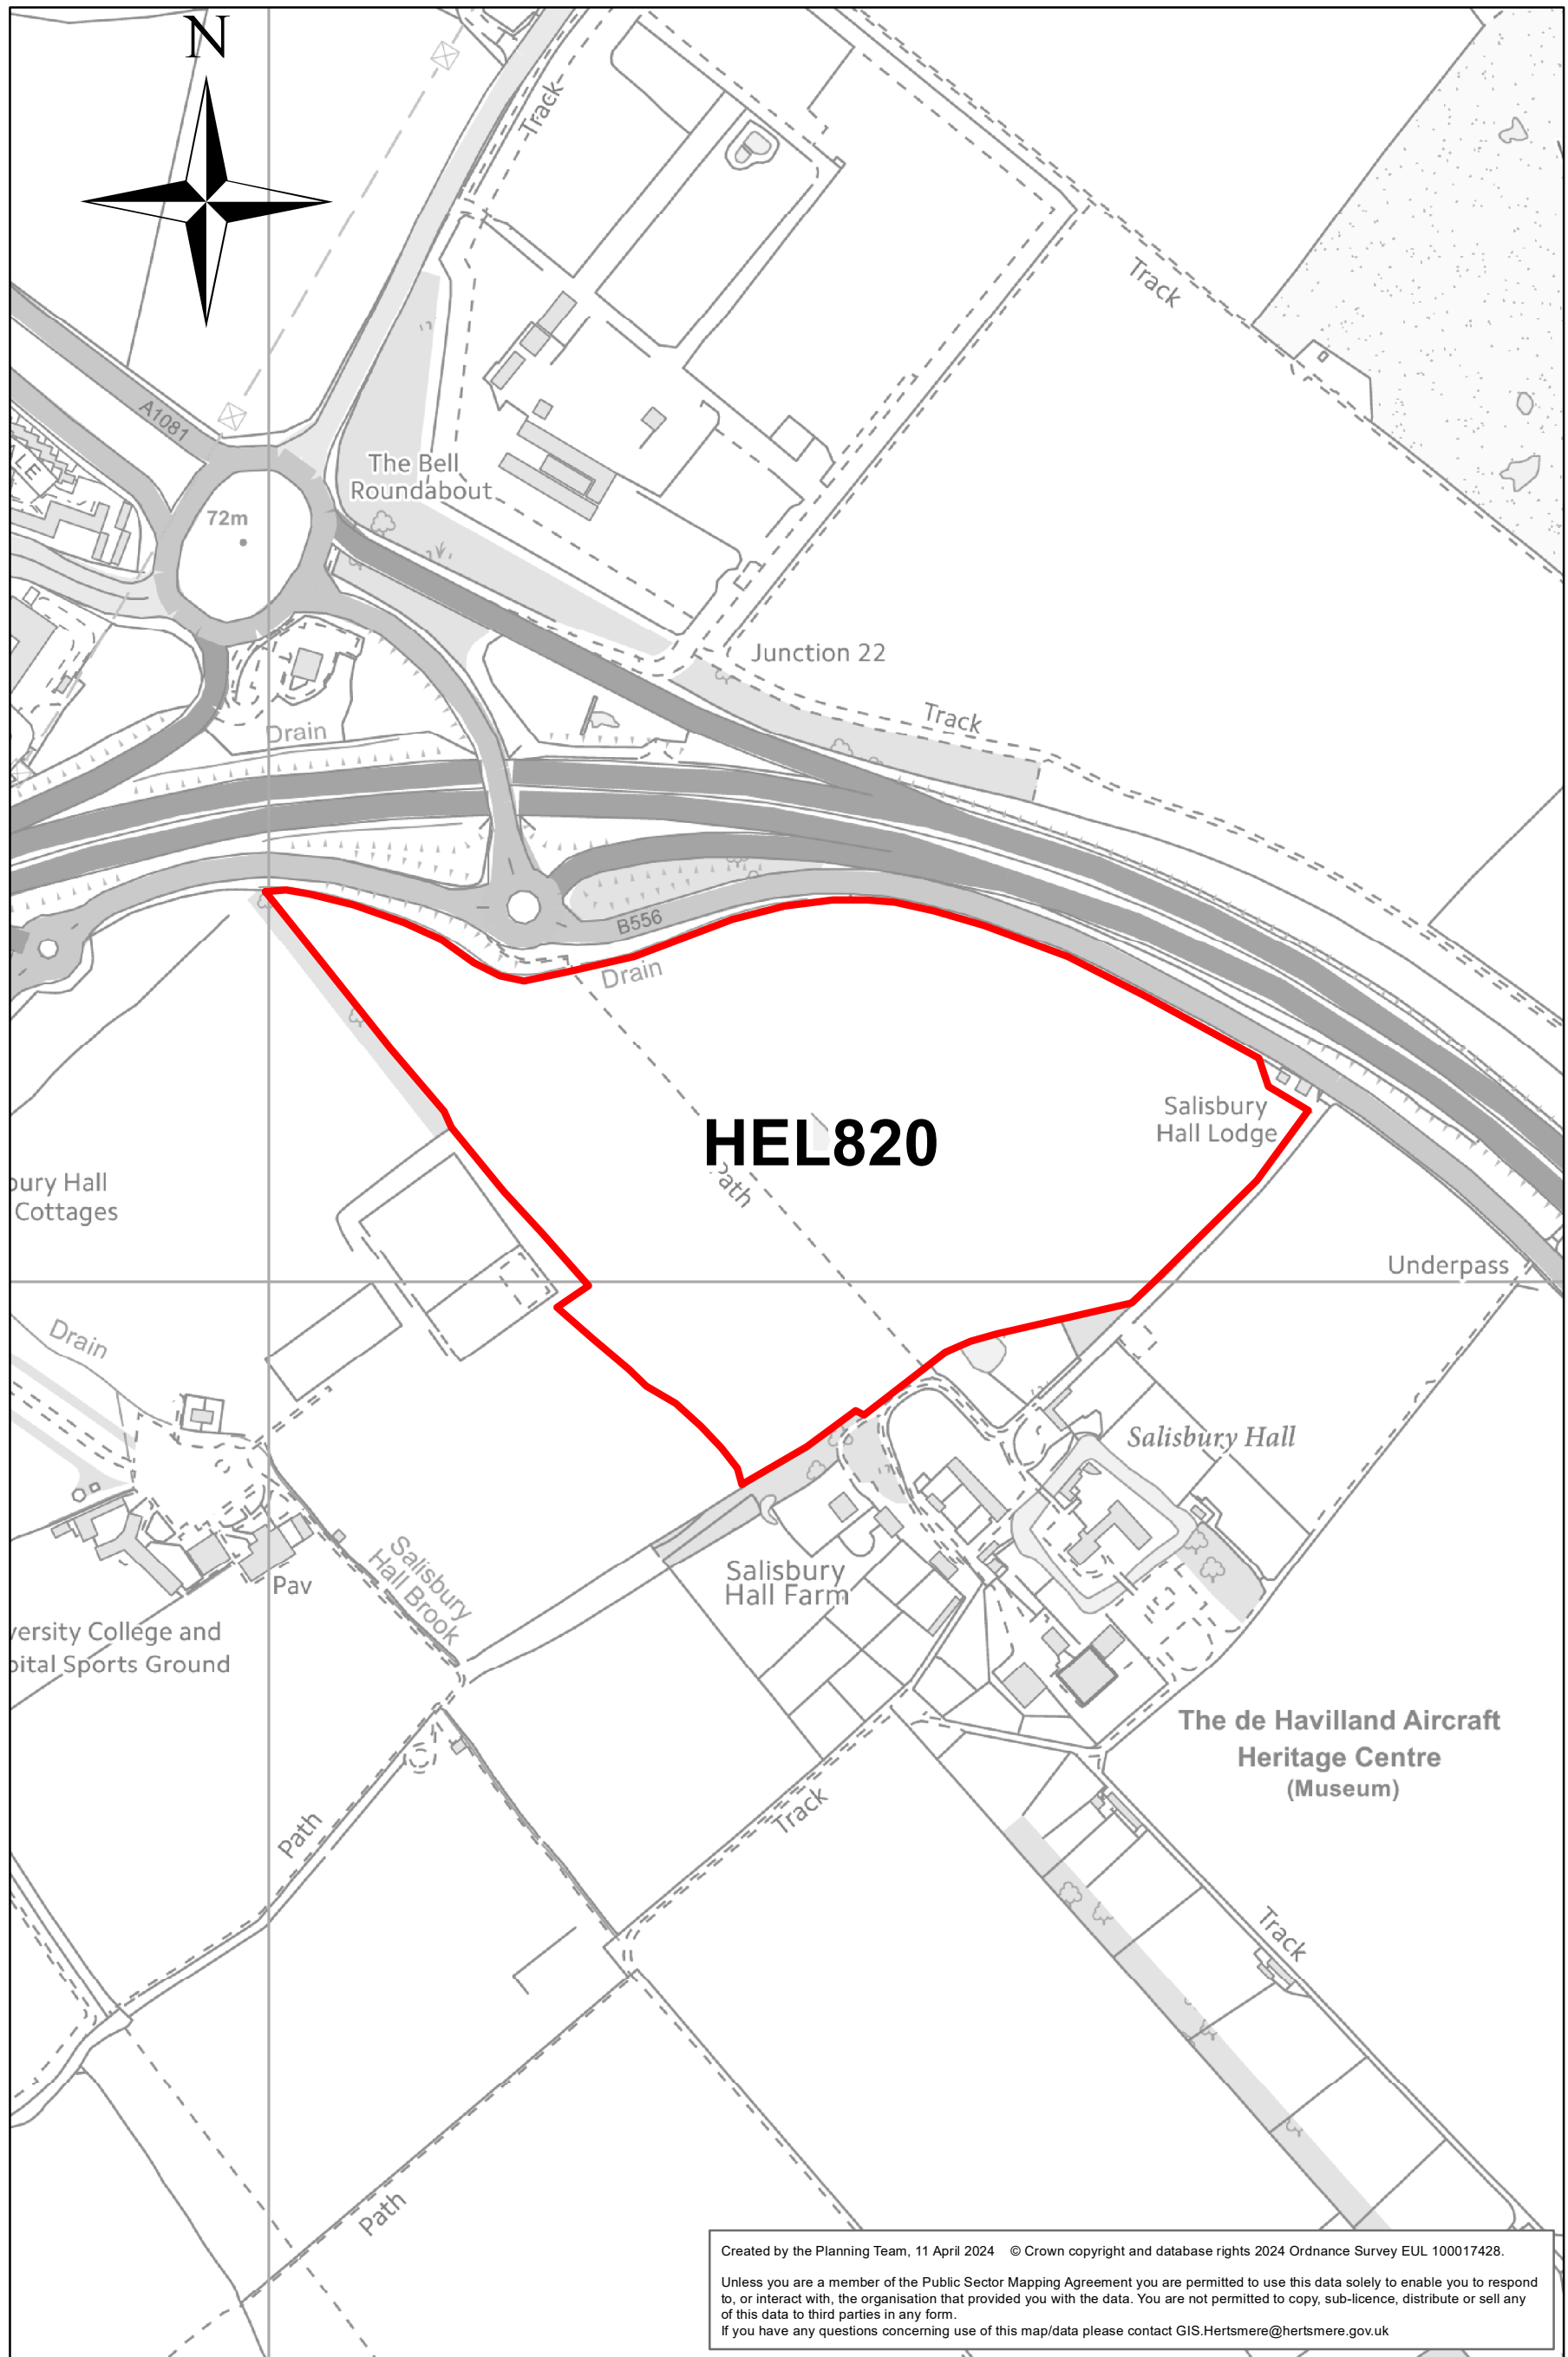 N
Track
Track
A1081
The Bell
Roundabout
72m
Junction 22
Track
Drain
B556
Drain
HEL820
Path
Salisbury
Hall Lodge
bury Hall
Cottages
Underpass
Drain
Salisbury Hall
Salisbury
Hall Brook
Pav
Salisbury
Hall Farm
versity College and
pital Sports Ground
The de Havilland Aircraft
Heritage Centre
(Museum)
Path
Track
Track
Path
Created by the Planning Team, 11 April 2024 © Crown copyright and database rights 2024 Ordnance Survey EUL 100017428.
Unless you are a member of the Public Sector Mapping Agreement you are permitted to use this data solely to enable you to respond
to, or interact with, the organisation that provided you with the data. You are not permitted to copy, sub-licence, distribute or sell any
of this data to third parties in any form.
If you have any questions concerning use of this map/data please contact GIS.Hertsmere@hertsmere.gov.uk